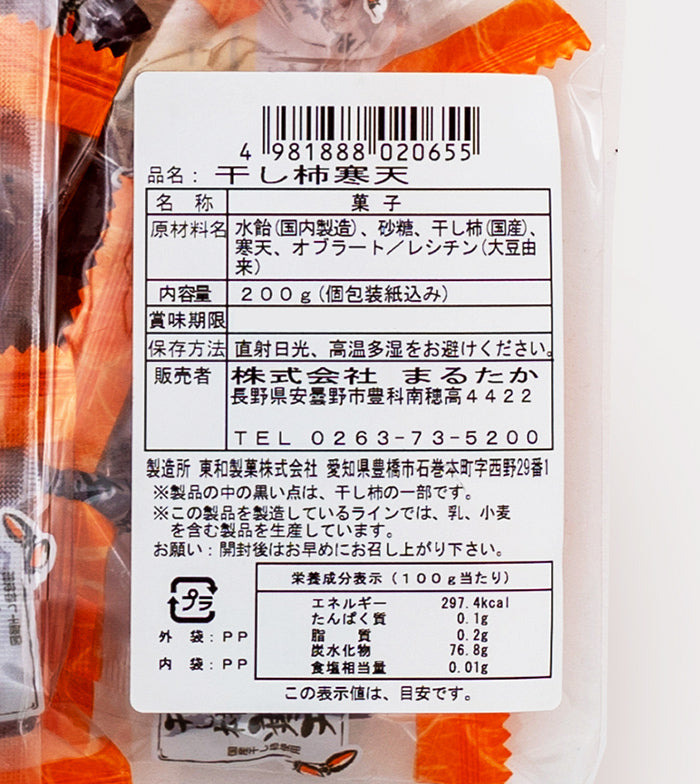 4 981888 020655
品名：干し柿寒天
名 称 菓子
原材料名 水飴(国内製造)、砂糖、干し柿(国産)、
寒天、オブラート／レシチン(大豆由
来)
内容量 200g(個包装紙込み)
賞味期限
保存方法 直射日光、高温多湿をお避けください。
販売者 株式会社 まるたか
長野県安曇野市豊科南穂高4422
TEL 0263-73-5200
製造所 東和製菓株式会社 愛知県豊橋市石巻本町字西野29番1
※製品の中の黒い点は、干し柿の一部です。
※この製品を製造しているラインでは、乳、小麦
を含む製品を生産しています。
お願い：開封後はお早めにお召し上がり下さい。
プラ
外 袋：PP
内 袋：PP
栄養成分表示（100g当たり）
エネルギー 297.4kcal
たんぱく質 0.1g
脂 質 0.2g
炭水化物 76.8g
食塩相当量 0.01g
この表示値は、目安です。
国産干し柿使用